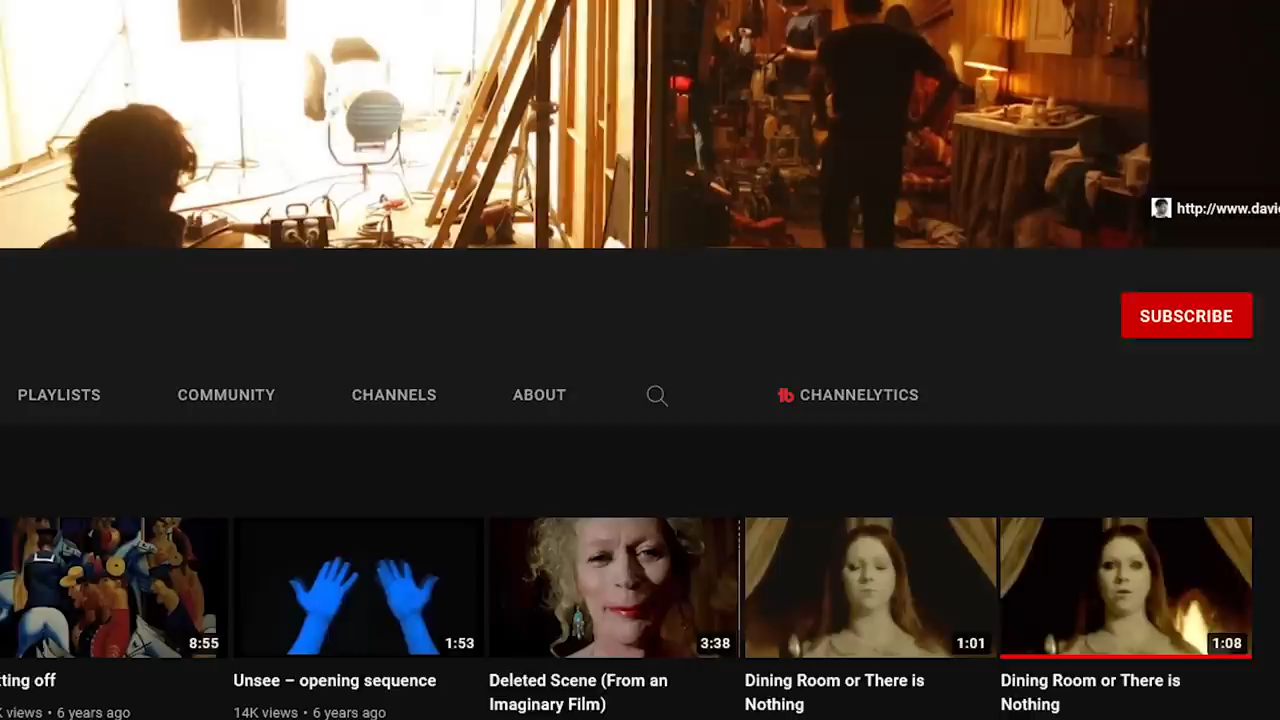 http://www.davi
SUBSCRIBE
PLAYLISTS COMMUNITY CHANNELS ABOUT CHANNELYTICS
8:55 1:53 3:38 1:01 1:08
ting off Unsee – opening sequence Deleted Scene (From an Dining Room or There is Dining Room or There is
Imaginary Film) Nothing Nothing
K views • 6 years ago 14K views • 6 years ago